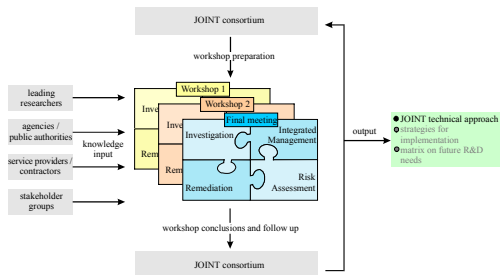 JOINT consortium
workshop preparation
leading
researchers
agencies /
public authorities
knowledge
input
service providers /
contractors
stakeholder
groups
Workshop 1
Inve
Rem
Workshop 2
Inve
Rem
Final meeting
Investigation
Integrated
Management
Remediation
Risk
Assessment
output
JOINT technical approach
strategies for
implementation
matrix on future R&D
needs
workshop conclusions and follow up
JOINT consortium